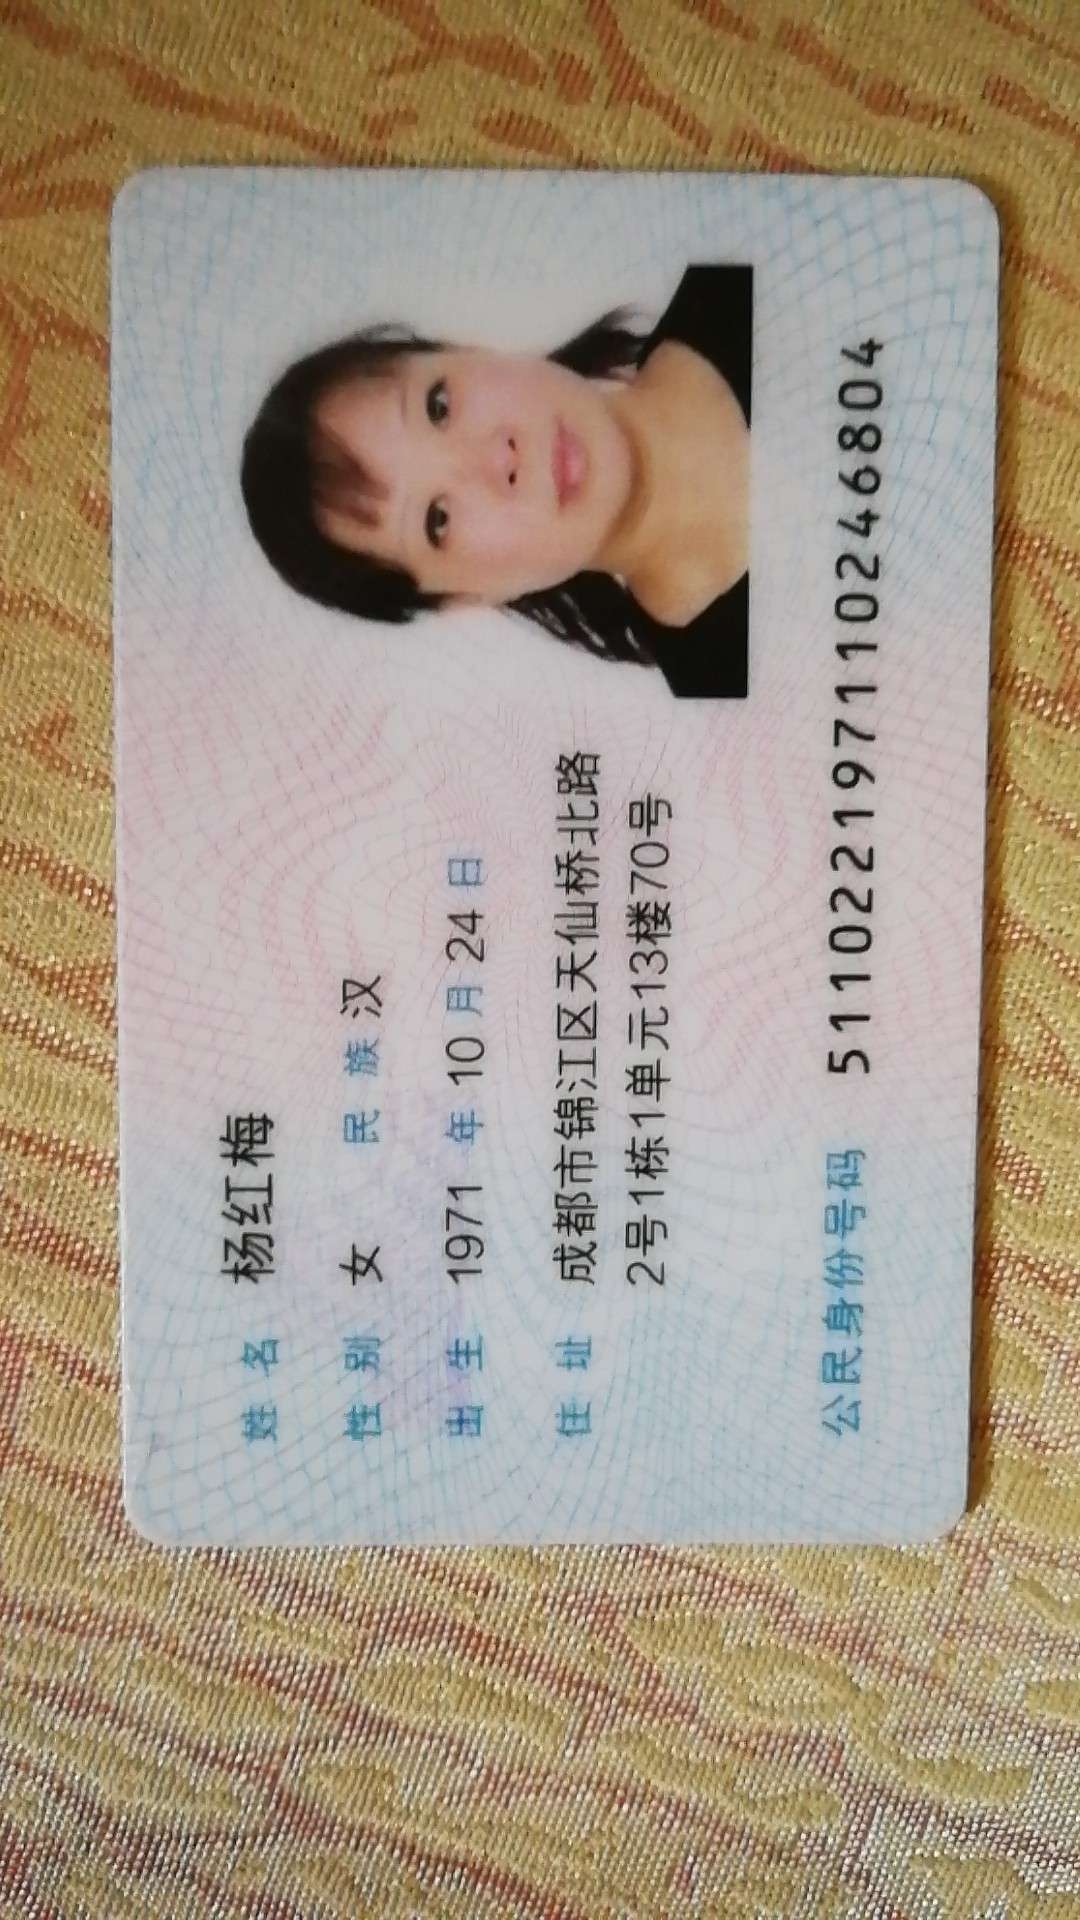 姓名 杨红梅
性别 女 民族 汉
出生 1971 年 10 月 24 日
住址 成都市锦江区天仙桥北路
2号1栋1单元13楼70号
公民身份号码 511022197110246804